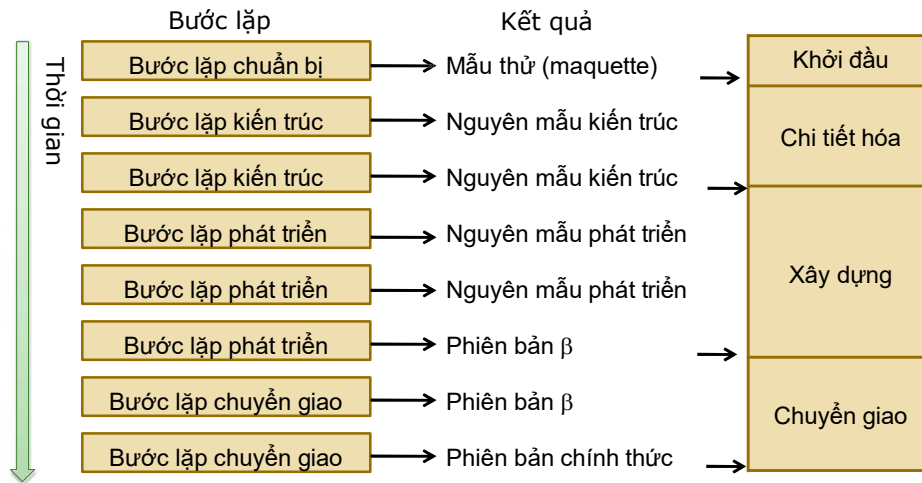 Bước lặp
Kết quả
Thời gian
Bước lặp chuẩn bị
Mẫu thử (maquette)
Khởi đầu
Bước lặp kiến trúc
Nguyên mẫu kiến trúc
Chi tiết hóa
Bước lặp kiến trúc
Nguyên mẫu kiến trúc
Bước lặp phát triển
Nguyên mẫu phát triển
Xây dựng
Bước lặp phát triển
Nguyên mẫu phát triển
Bước lặp phát triển
Phiên bản β
Bước lặp chuyển giao
Phiên bản β
Chuyển giao
Bước lặp chuyển giao
Phiên bản chính thức